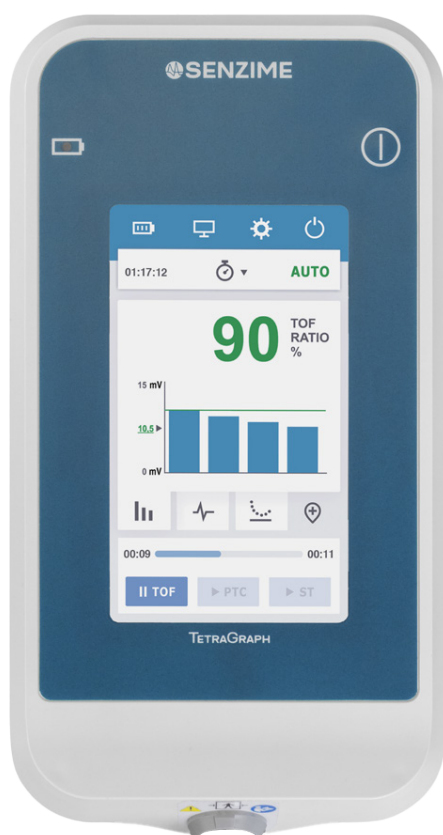 SENZIME
01:17:12 AUTO
90 TOF
RATIO
%
15 mV
10.5
0 mV
00:09 00:11
TOF PTC ST
TETRAGRAPH